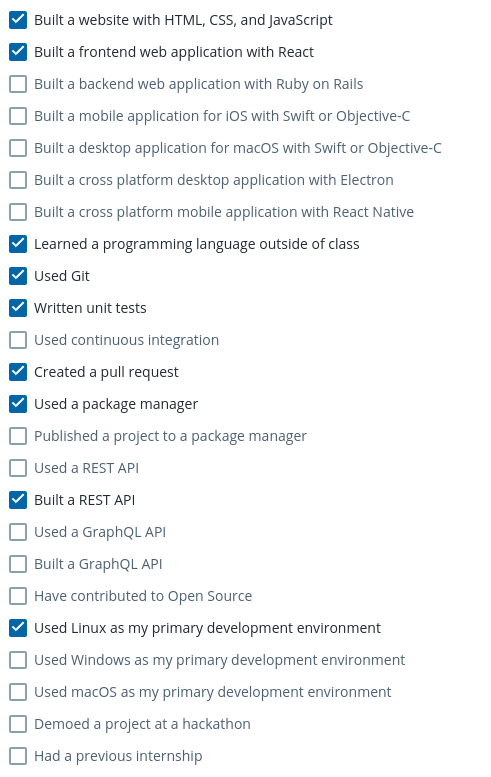 Built a website with HTML, CSS, and JavaScript
Built a frontend web application with React
Built a backend web application with Ruby on Rails
Built a mobile application for iOS with Swift or Objective-C
Built a desktop application for macOS with Swift or Objective-C
Built a cross platform desktop application with Electron
Built a cross platform mobile application with React Native
Learned a programming language outside of class
Used Git
Written unit tests
Used continuous integration
Created a pull request
Used a package manager
Published a project to a package manager
Used a REST API
Built a REST API
Used a GraphQL API
Built a GraphQL API
Have contributed to Open Source
Used Linux as my primary development environment
Used Windows as my primary development environment
Used macOS as my primary development environment
Demoed a project at a hackathon
Had a previous internship